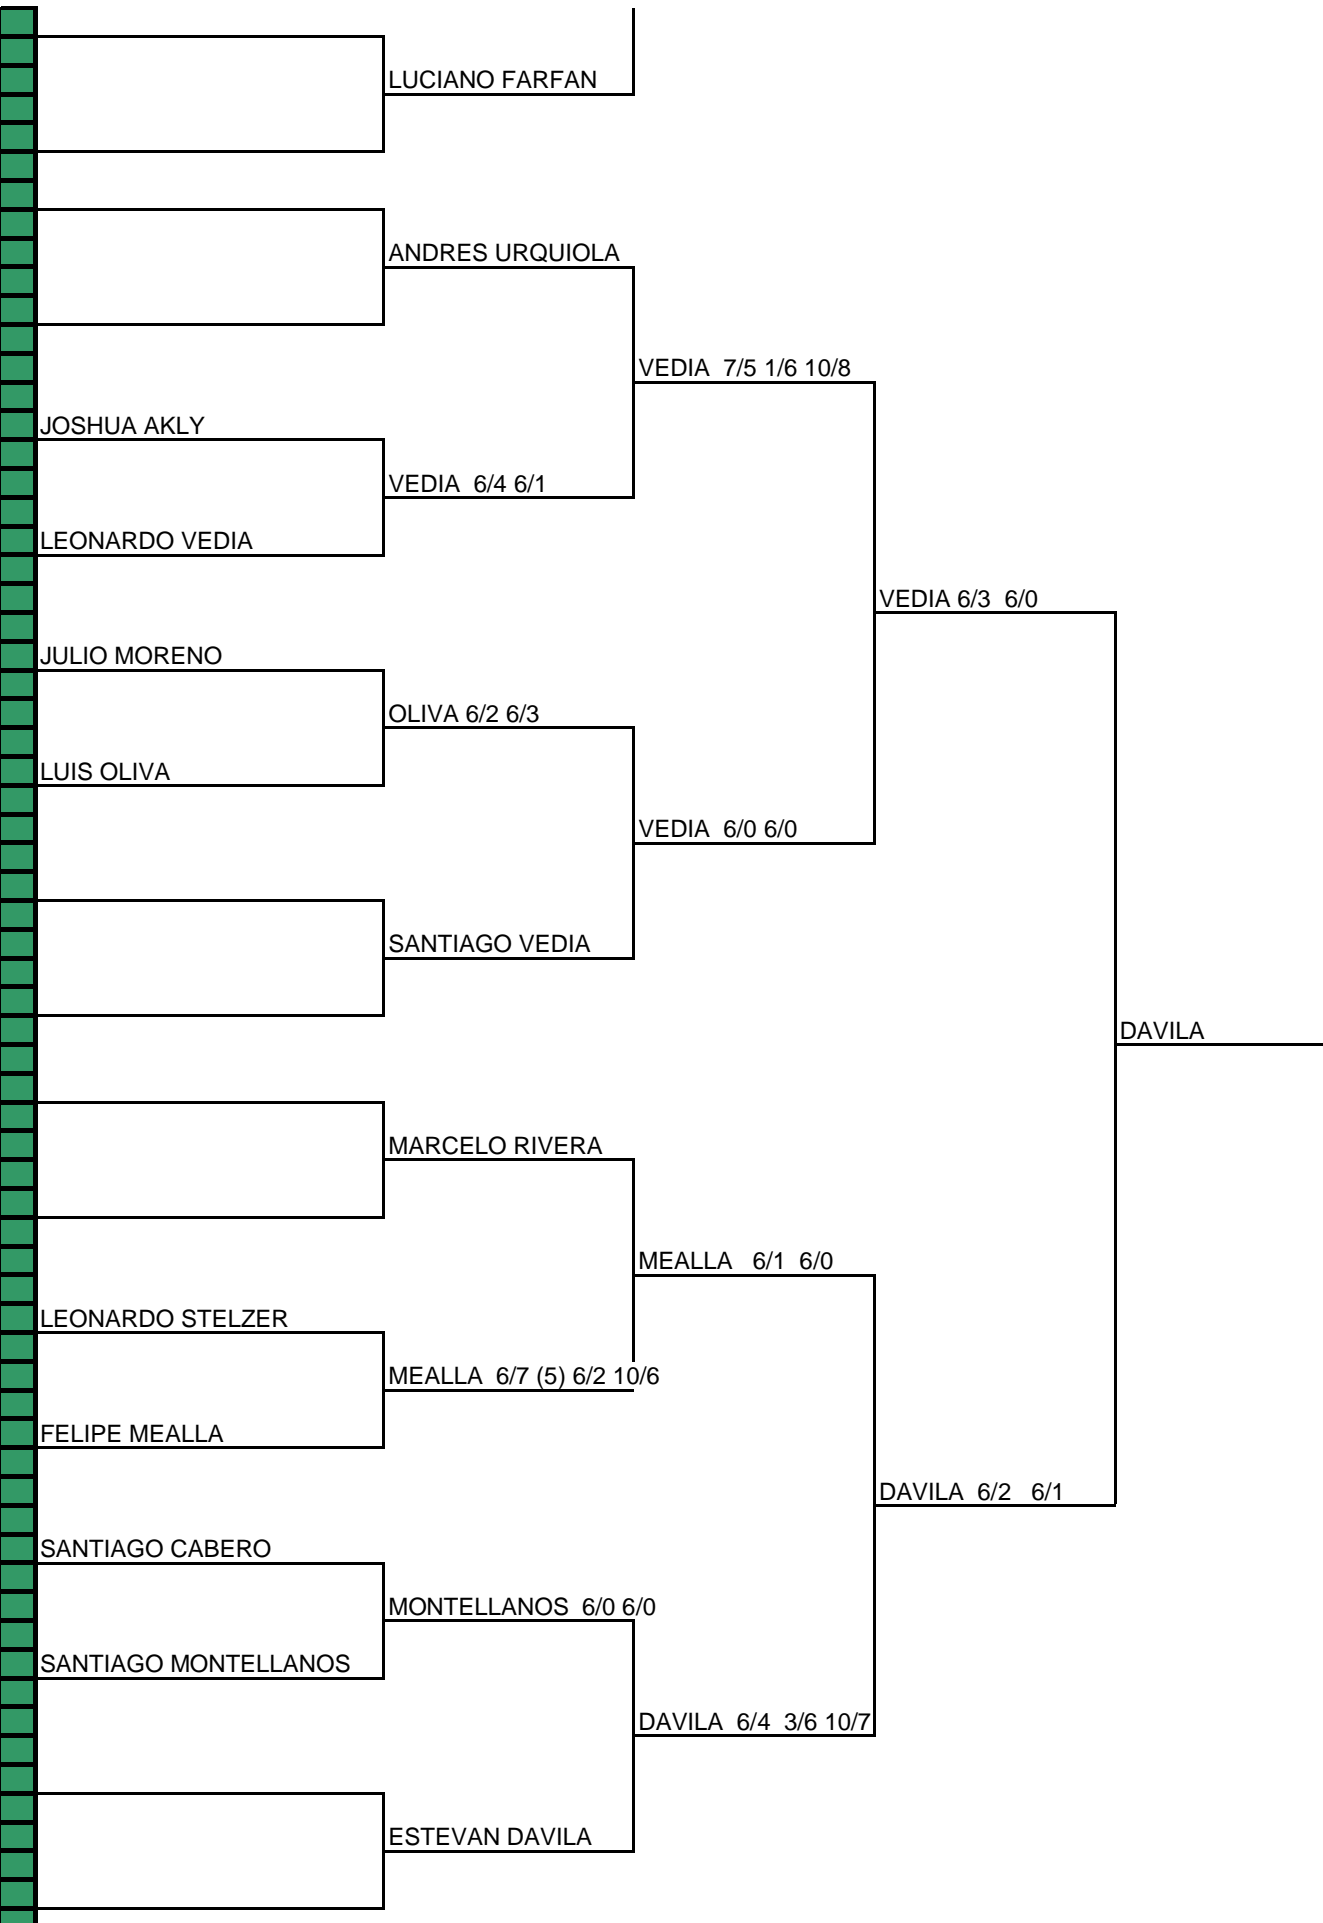 LUCIANO FARFAN
ANDRES URQUIOLA
VEDIA  7/5 1/6 10/8
JOSHUA AKLY
VEDIA  6/4 6/1
LEONARDO VEDIA
VEDIA 6/3  6/0
JULIO MORENO
OLIVA 6/2 6/3
LUIS OLIVA
VEDIA  6/0 6/0
SANTIAGO VEDIA
DAVILA
MARCELO RIVERA
MEALLA   6/1  6/0
LEONARDO STELZER
MEALLA  6/7 (5) 6/2 10/6
FELIPE MEALLA
DAVILA  6/2   6/1
SANTIAGO CABERO
MONTELLANOS  6/0 6/0
SANTIAGO MONTELLANOS
DAVILA  6/4  3/6 10/7
ESTEVAN DAVILA